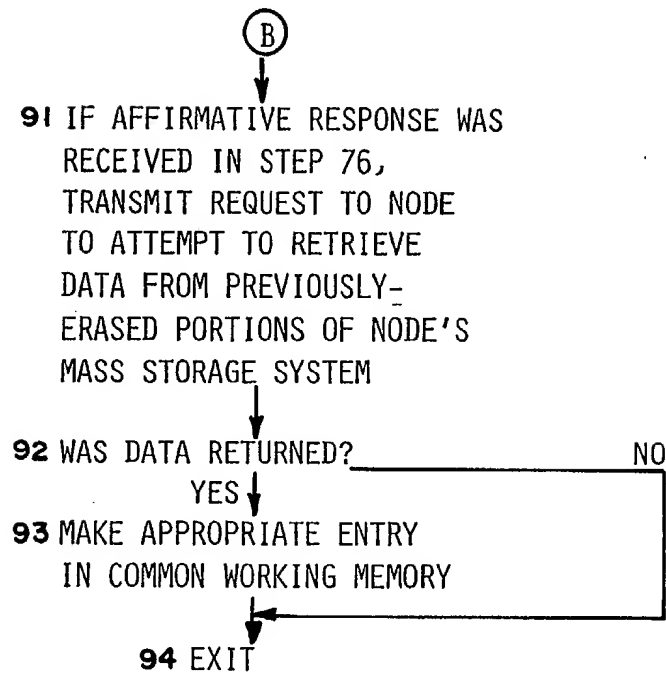 B
91 IF AFFIRMATIVE RESPONSE WAS
RECEIVED IN STEP 76,
TRANSMIT REQUEST TO NODE
TO ATTEMPT TO RETRIEVE
DATA FROM PREVIOUSLY-
ERASED PORTIONS OF NODE'S
MASS STORAGE SYSTEM
92 WAS DATA RETURNED? NO
YES
93 MAKE APPROPRIATE ENTRY
IN COMMON WORKING MEMORY
94 EXIT